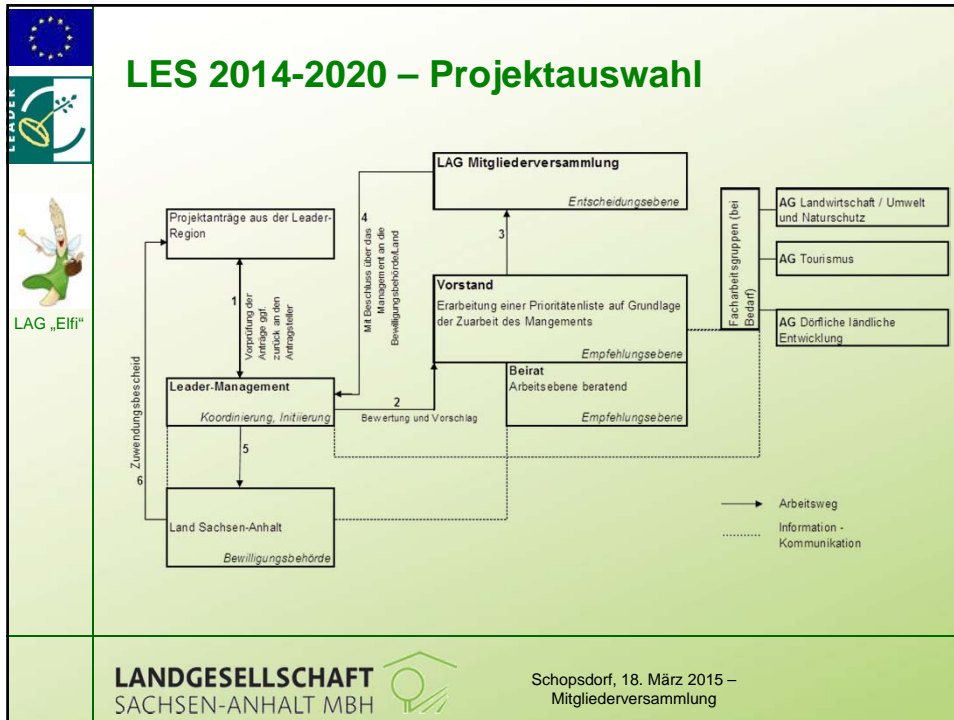 LES 2014-2020 – Projektauswahl
LEADER
LAG „Elfi“
LAG Mitgliederversammlung
Entscheidungsebene
Projektanträge aus der Leader-
Region
4
Mit Beschluss über das
Management an die
Bewilligungsbehörde/Land
3
1
Vorprüfung der
Anträge ggf.
zurück an den
Antragsteller
Vorstand
Erarbeitung einer Prioritätenliste auf Grundlage
der Zuarbeit des Mangements
Empfehlungsebene
Beirat
Arbeitsebene beratend
Empfehlungsebene
Facharbeitsgruppen (bei
Bedarf)
AG Landwirtschaft / Umwelt
und Naturschutz
AG Tourismus
AG Dörfliche ländliche
Entwicklung
Leader-Management
Koordinierung, Initiierung
2
Bewertung und Vorschlag
5
Zuwendungsbescheid
6
Land Sachsen-Anhalt
Bewilligungsbehörde
Arbeitsweg
Information -
Kommunikation
LANDGESELLSCHAFT
SACHSEN-ANHALT MBH
Schopsdorf, 18. März 2015 –
Mitgliederversammlung